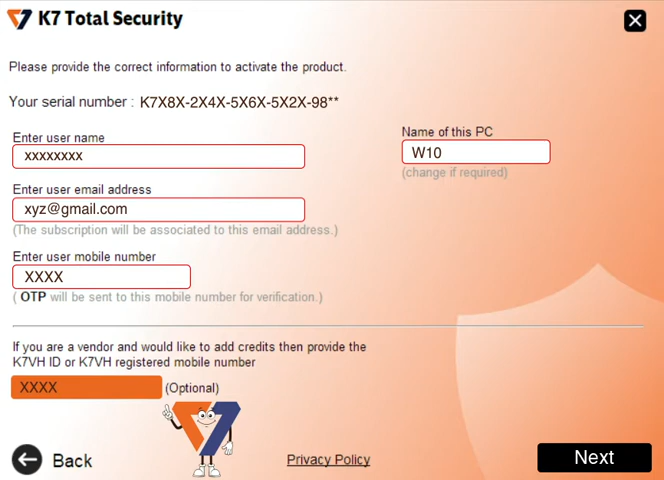 K7 Total Security
Please provide the correct information to activate the product.
Your serial number : K7X8X-2X4X-5X6X-5X2X-98**
Enter user name
xxxxxxxx
Name of this PC
W10
(change if required)
Enter user email address
xyz@gmail.com
(The subscription will be associated to this email address.)
Enter user mobile number
XXXX
( OTP will be sent to this mobile number for verification.)
If you are a vendor and would like to add credits then provide the
K7VH ID or K7VH registered mobile number
XXXX (Optional)
Back
Privacy Policy
Next